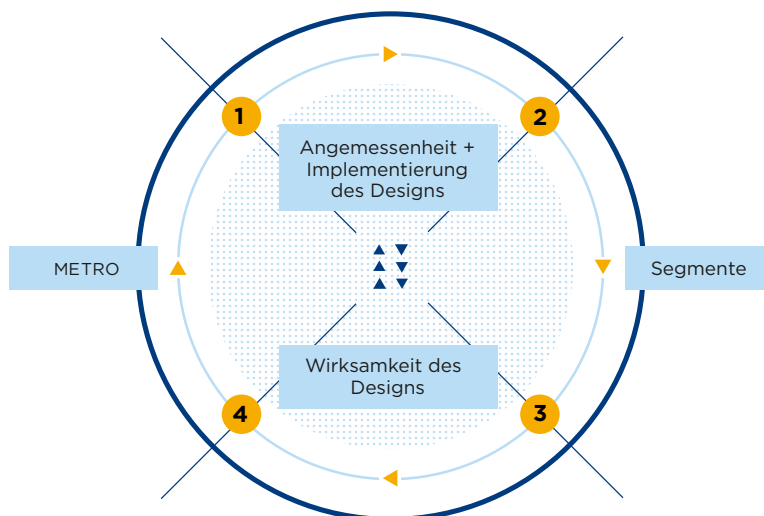 1
2
Angemessenheit +
Implementierung
des Designs
METRO
Segmente
Wirksamkeit des
Designs
4
3